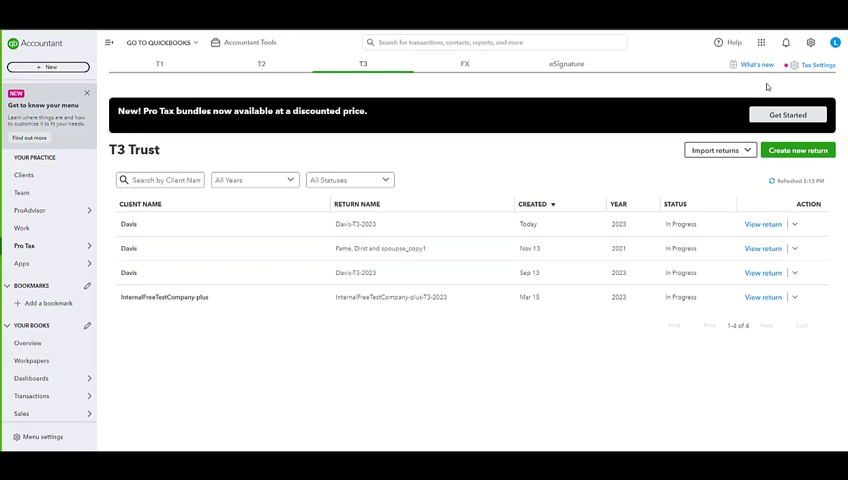 qb Accountant
GO TO QUICKBOOKS
Accountant Tools
Search for transactions, contacts, reports, and more
Help
L
+ New
T1
T2
T3
FX
eSignature
What's new
Tax Settings
NEW
Get to know your menu
Learn where things are and how to customize it to fit your needs.
Find out more
New! Pro Tax bundles now available at a discounted price.
Get Started
T3 Trust
Import returns
Create new return
YOUR PRACTICE
Clients
Team
ProAdvisor
Work
Pro Tax
Apps
BOOKMARKS
+ Add a bookmark
YOUR BOOKS
Overview
Workpapers
Dashboards
Transactions
Sales
Menu settings
Search by Client Nam
All Years
All Statuses
Refreshed 2:13 PM
CLIENT NAME RETURN NAME CREATED YEAR STATUS ACTION
Davis Davis-T3-2023 Today 2023 In Progress View return
Davis Fame, Dirst and spoupse_copy1 Nov 13 2021 In Progress View return
Davis Davis-T3-2023 Sep 13 2023 In Progress View return
InternalFreeTestCompany-plus InternalFreeTestCompany-plus-T3-2023 Mar 15 2023 In Progress View return
First Prev 1-4 of 4 Next Last